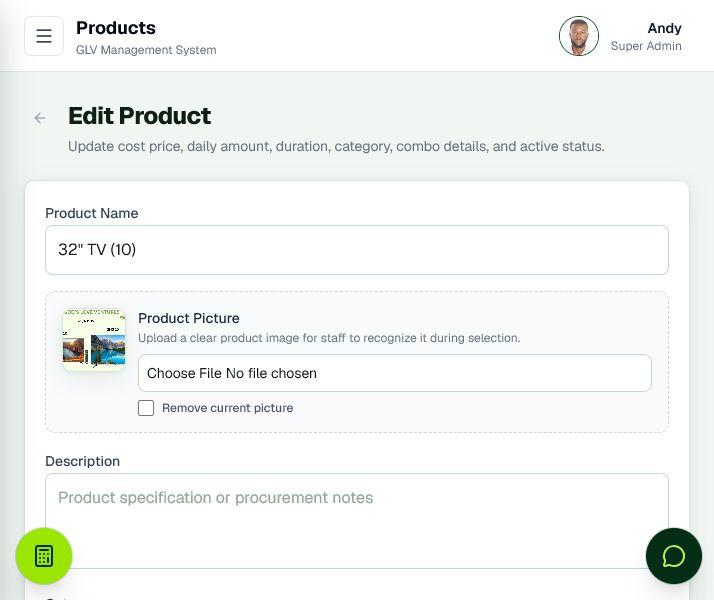 Products
GLV Management System
Andy
Super Admin
Edit Product
Update cost price, daily amount, duration, category, combo details, and active status.
Product Name
32" TV (10)
Product Picture
Upload a clear product image for staff to recognize it during selection.
Choose File No file chosen
Remove current picture
Description
Product specification or procurement notes